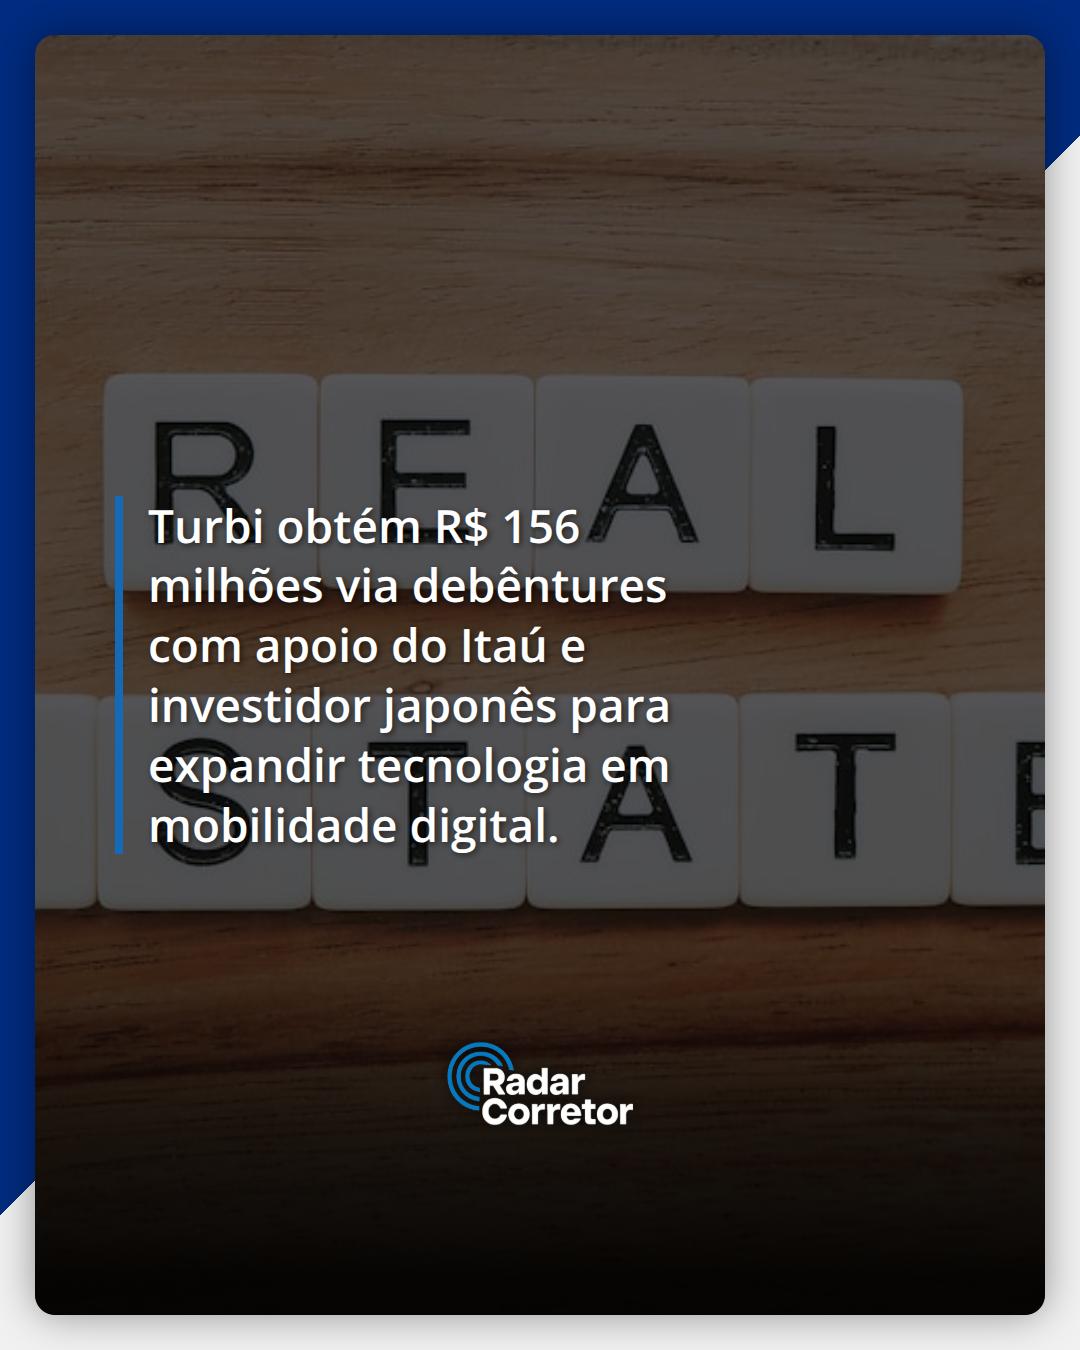 REAL
Turbi obtém R$ 156
milhões via debêntures
com apoio do Itaú e
investidor japonês para
expandir tecnologia em
mobilidade digital.
STATE
Radar
Corretor